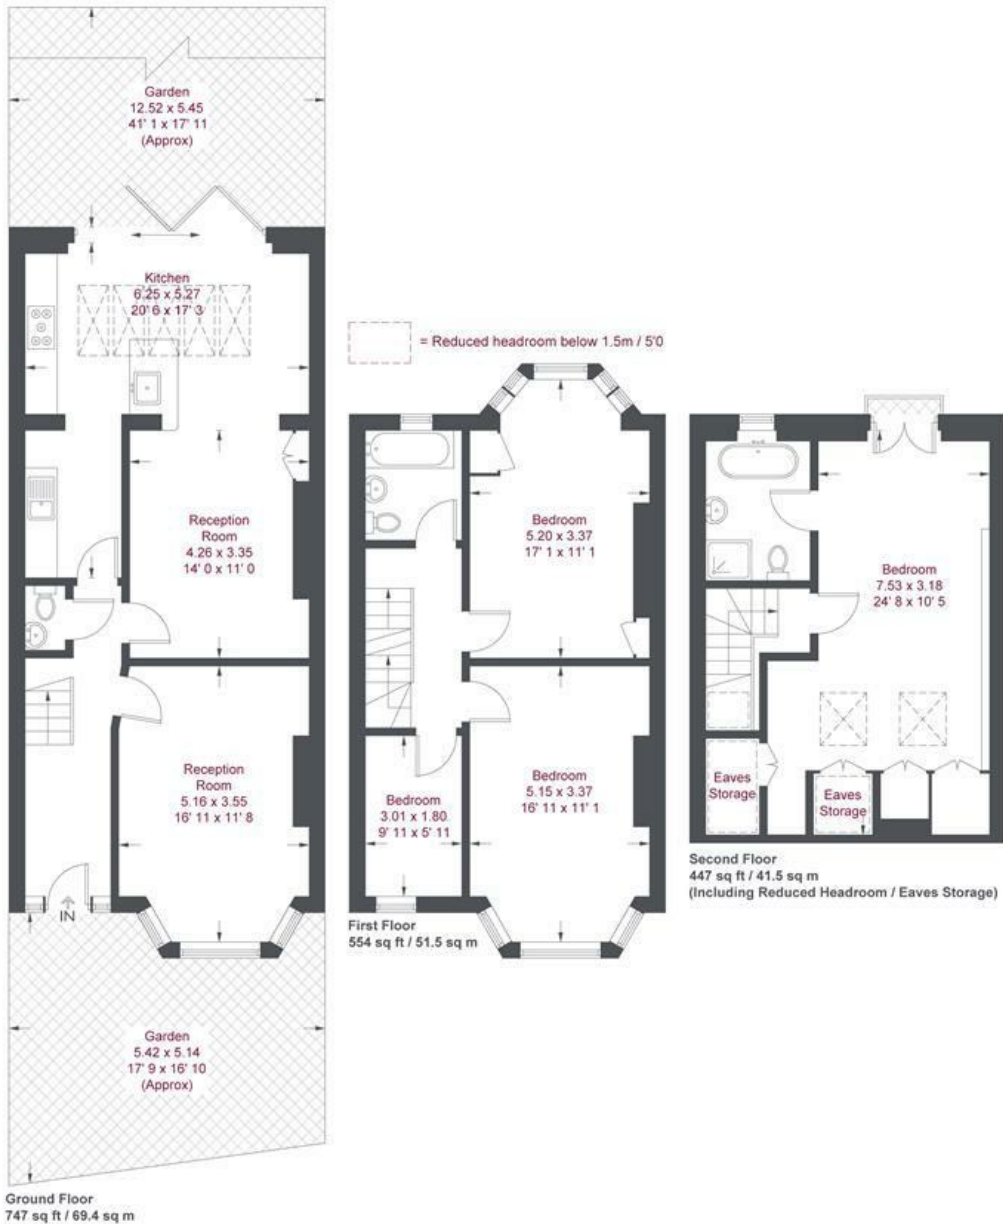 Garden
12.52 x 5.45
41' 1 x 17' 11
(Approx)
Kitchen
6.25 x 5.27
20' 6 x 17' 3
Reception
Room
4.26 x 3.35
14' 0 x 11' 0
Reception
Room
5.16 x 3.55
16' 11 x 11' 8
IN
Garden
5.42 x 5.14
17' 9 x 16' 10
(Approx)
Ground Floor
747 sq ft / 69.4 sq m
= Reduced headroom below 1.5m / 5'0
Bedroom
5.20 x 3.37
17' 1 x 11' 1
Bedroom
5.15 x 3.37
16' 11 x 11' 1
Bedroom
3.01 x 1.80
9' 11 x 5' 11
First Floor
554 sq ft / 51.5 sq m
Bedroom
7.53 x 3.18
24' 8 x 10' 5
Eaves
Storage
Eaves
Storage
Second Floor
447 sq ft / 41.5 sq m
(Including Reduced Headroom / Eaves Storage)